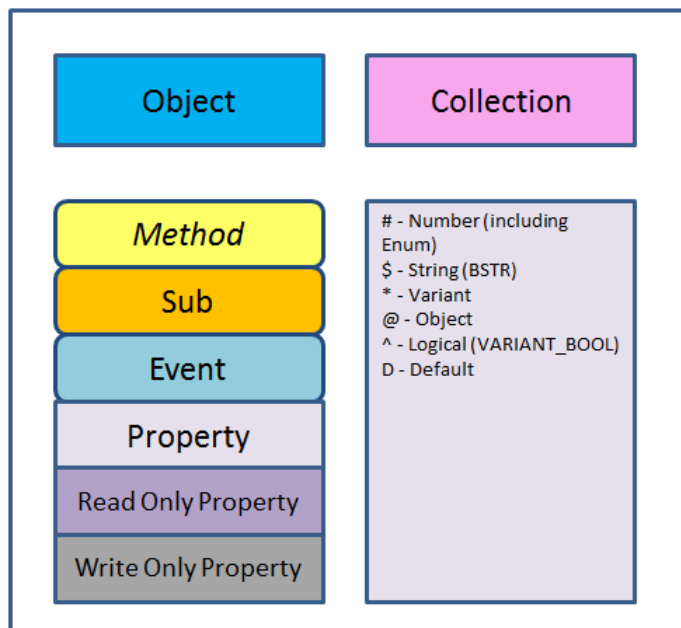 Object
Collection
Method
Sub
Event
Property
Read Only Property
Write Only Property
# - Number (including
Enum)
$ - String (BSTR)
* - Variant
@ - Object
^ - Logical (VARIANT_BOOL)
D - Default